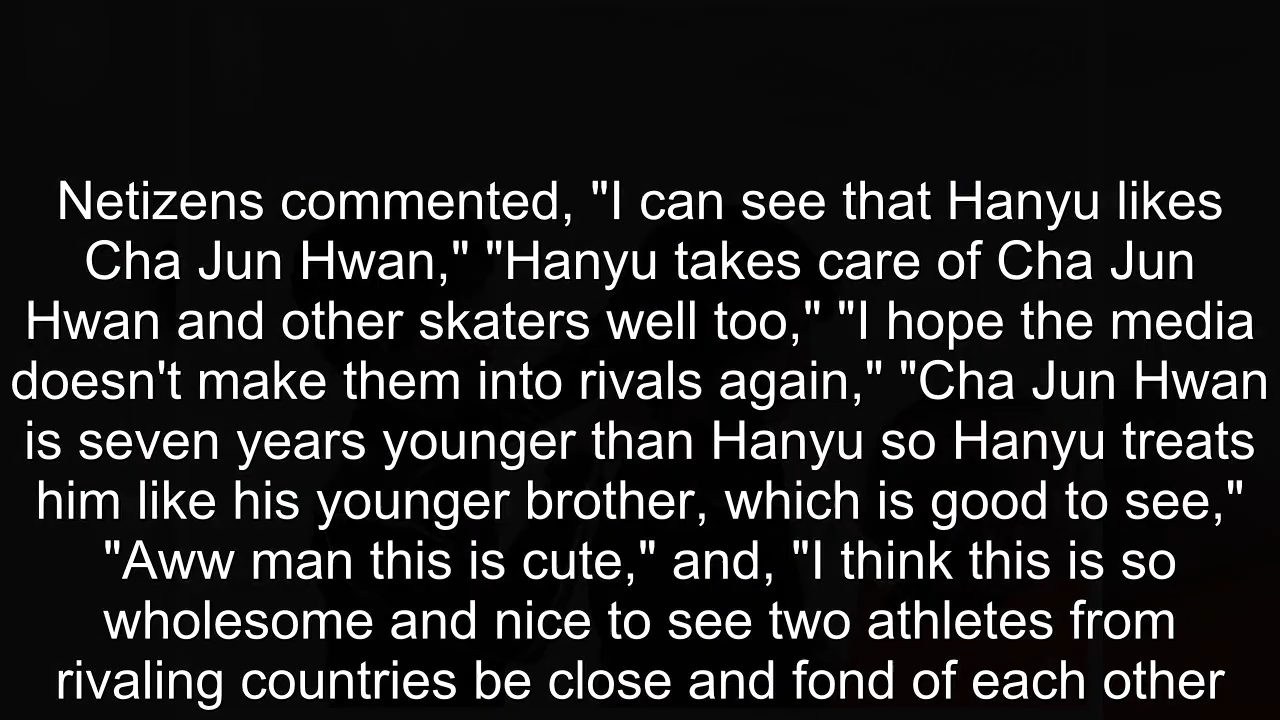 Netizens commented, "I can see that Hanyu likes
Cha Jun Hwan," "Hanyu takes care of Cha Jun
Hwan and other skaters well too," "I hope the media
doesn't make them into rivals again," "Cha Jun Hwan
is seven years younger than Hanyu so Hanyu treats
him like his younger brother, which is good to see,"
"Aww man this is cute," and, "I think this is so
wholesome and nice to see two athletes from
rivaling countries be close and fond of each other